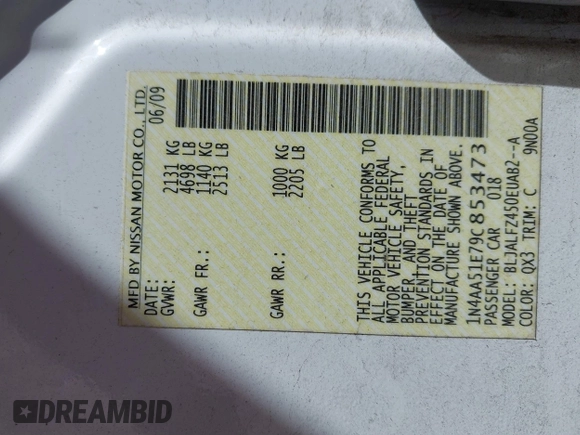 MFD BY NISSAN MOTOR CO., LTD.
DATE: 06/09
GVWR: 2131 KG
4698 LB
GAWR FR.: 1140 KG
2513 LB
GAWR RR.: 1000 KG
2205 LB
THIS VEHICLE CONFORMS TO
ALL APPLICABLE FEDERAL
MOTOR VEHICLE SAFETY,
BUMPER, AND THEFT
PREVENTION STANDARDS IN
EFFECT ON THE DATE OF
MANUFACTURE SHOWN ABOVE.
1N4AA51E79C853473
PASSENGER CAR 018
MODEL: BLJALFZ450EUAB2--A
COLOR: QX3 TRIM: C 9N00A
DREAMBID